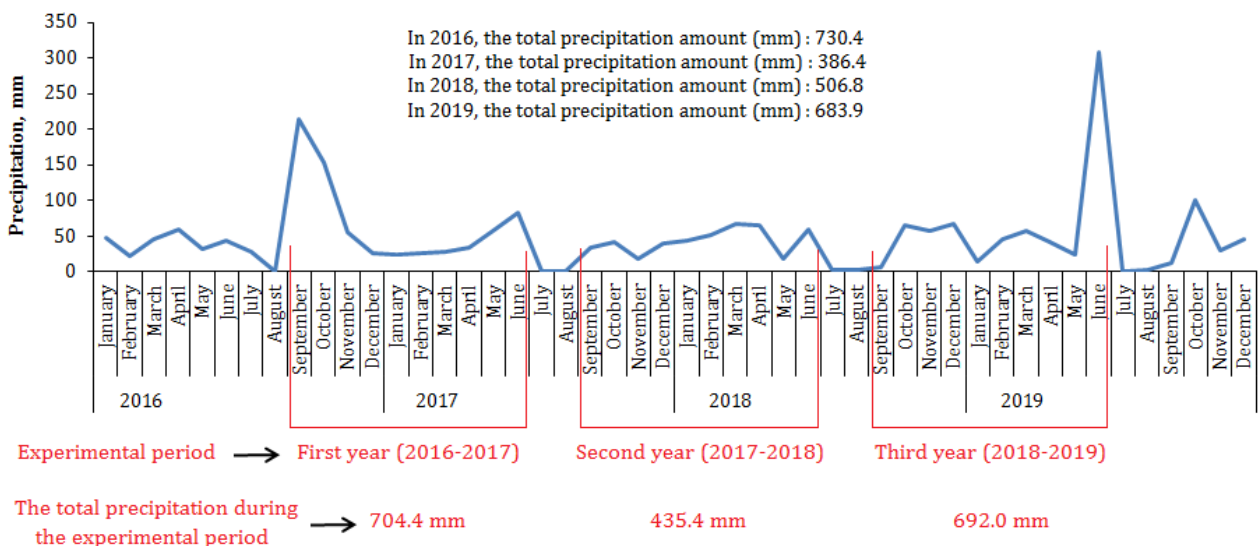 350
300
250
200
150
100
50
0
Precipitation, mm
In 2016, the total precipitation amount (mm) : 730.4
In 2017, the total precipitation amount (mm) : 386.4
In 2018, the total precipitation amount (mm) : 506.8
In 2019, the total precipitation amount (mm) : 683.9
January
February
March
April
May
June
July
August
September
October
November
December
January
February
March
April
May
June
July
August
September
October
November
December
January
February
March
April
May
June
July
August
September
October
November
December
January
February
March
April
May
June
July
August
September
October
November
December
2016
2017
2018
2019
Experimental period
First year (2016-2017)
Second year (2017-2018)
Third year (2018-2019)
The total precipitation during
the experimental period
704.4 mm
435.4 mm
692.0 mm